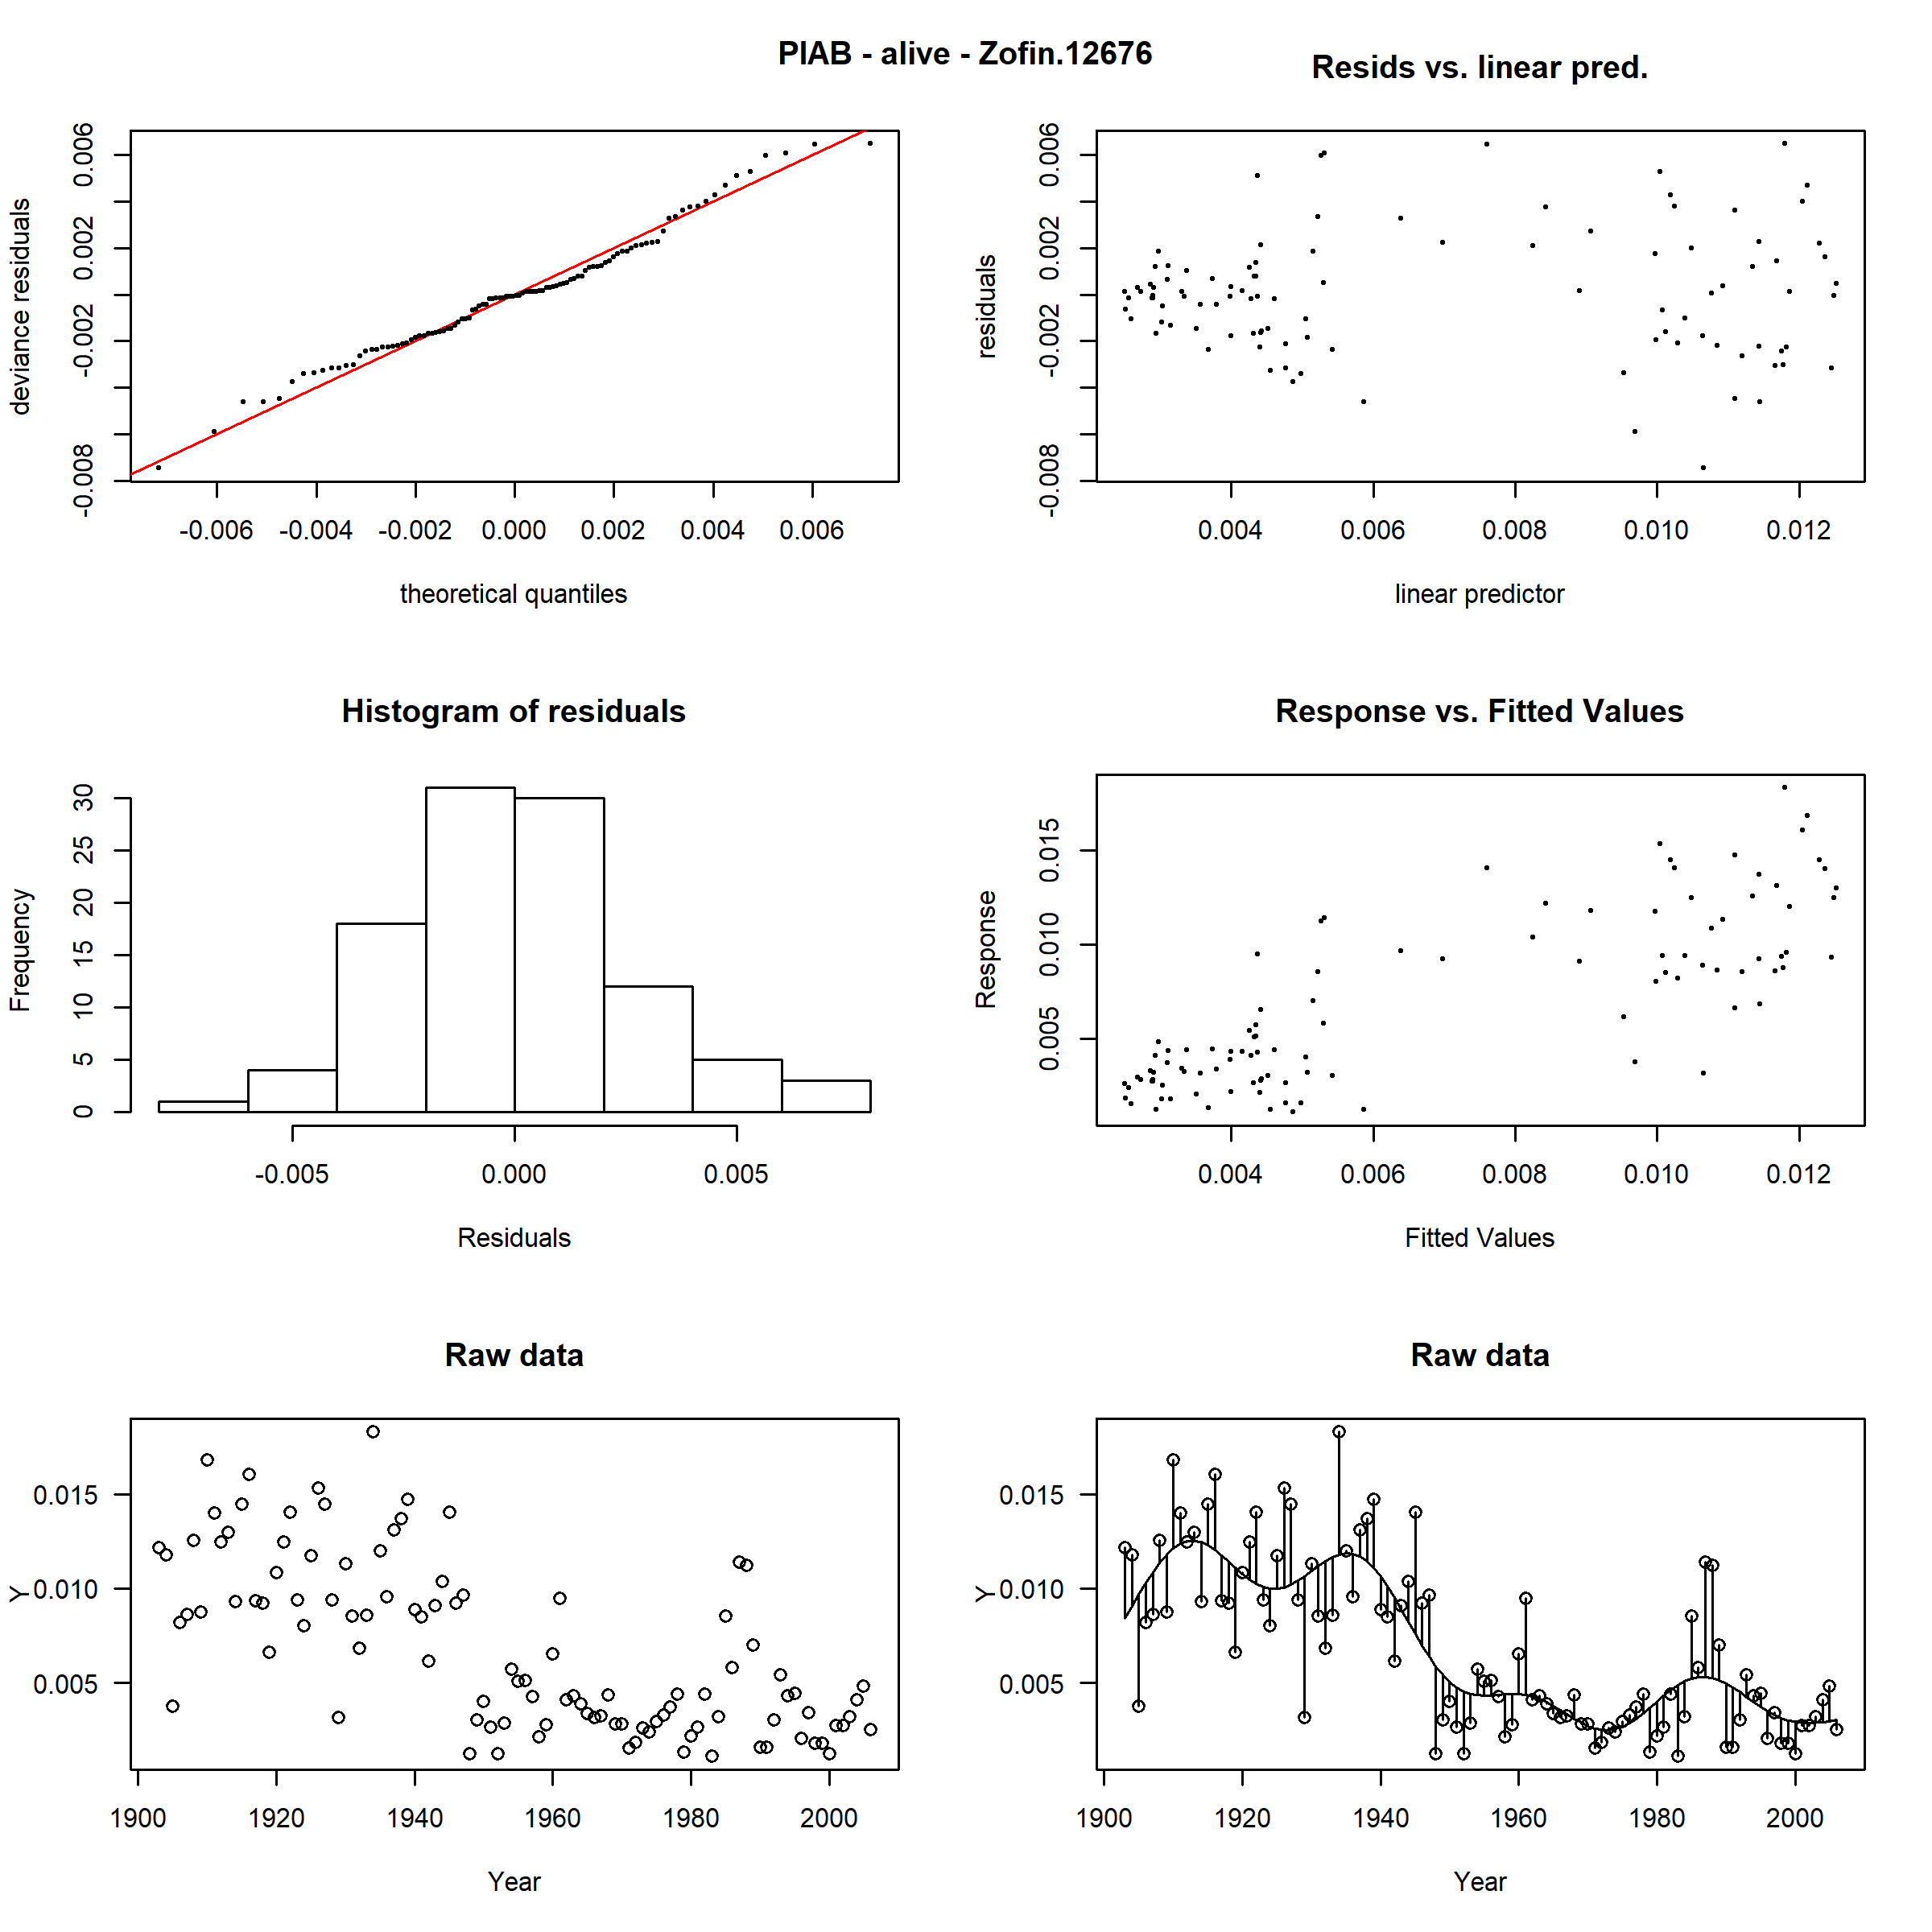 PIAB - alive - Zofin.12676
Resids vs. linear pred.
deviance residuals
-0.008 -0.002 0.002 0.006
-0.006 -0.004 -0.002 0.000 0.002 0.004 0.006
theoretical quantiles
residuals
-0.008 -0.002 0.002 0.006
0.004 0.006 0.008 0.010 0.012
linear predictor
Histogram of residuals
Frequency
0 5 10 15 20 25 30
-0.005 0.000 0.005
Residuals
Response vs. Fitted Values
Response
0.005 0.010 0.015
0.004 0.006 0.008 0.010 0.012
Fitted Values
Raw data
Y
0.015
0.010
0.005
1900 1920 1940 1960 1980 2000
Year
Raw data
Y
0.015
0.010
0.005
1900 1920 1940 1960 1980 2000
Year